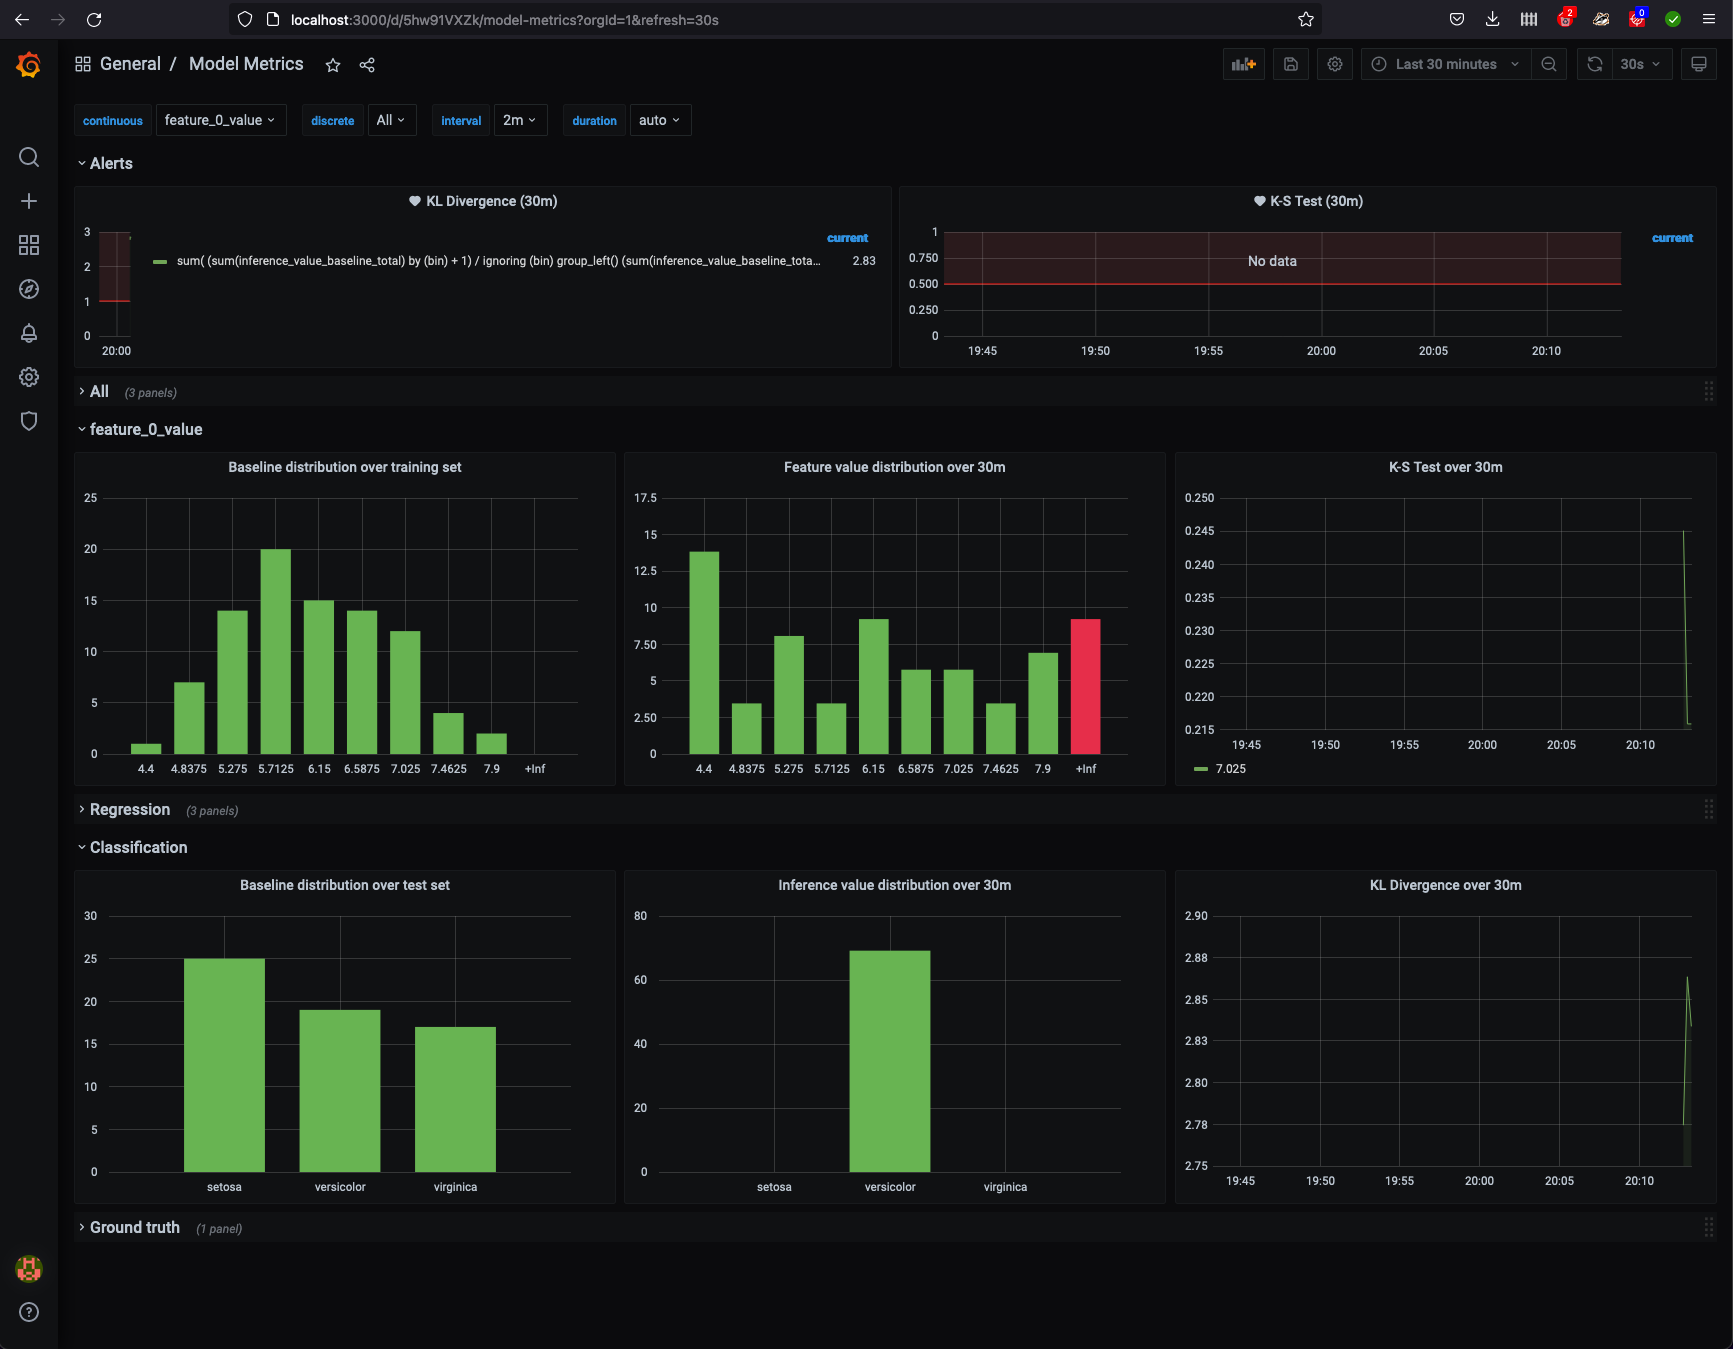 localhost:3000/d/5hw91VXZk/model-metrics?orgId=1&refresh=30s
2
0
General / Model Metrics
Last 30 minutes
30s
continuous feature_0_value discrete All interval 2m duration auto
Alerts
KL Divergence (30m)
3
2
1
0
20:00
current
sum( (sum(inference_value_baseline_total) by (bin) + 1) / ignoring (bin) group_left() (sum(inference_value_baseline_tota... 2.83
K-S Test (30m)
1
0.750
0.500
0.250
0
No data
current
19:45 19:50 19:55 20:00 20:05 20:10
All (3 panels)
feature_0_value
Baseline distribution over training set
25
20
15
10
5
0
4.4 4.8375 5.275 5.7125 6.15 6.5875 7.025 7.4625 7.9 +Inf
Feature value distribution over 30m
17.5
15
12.5
10
7.50
5
2.50
0
4.4 4.8375 5.275 5.7125 6.15 6.5875 7.025 7.4625 7.9 +Inf
K-S Test over 30m
0.250
0.245
0.240
0.235
0.230
0.225
0.220
0.215
19:45 19:50 19:55 20:00 20:05 20:10
7.025
Regression (3 panels)
Classification
Baseline distribution over test set
30
25
20
15
10
5
0
setosa versicolor virginica
Inference value distribution over 30m
80
60
40
20
0
setosa versicolor virginica
KL Divergence over 30m
2.90
2.88
2.85
2.83
2.80
2.78
2.75
19:45 19:50 19:55 20:00 20:05 20:10
Ground truth (1 panel)